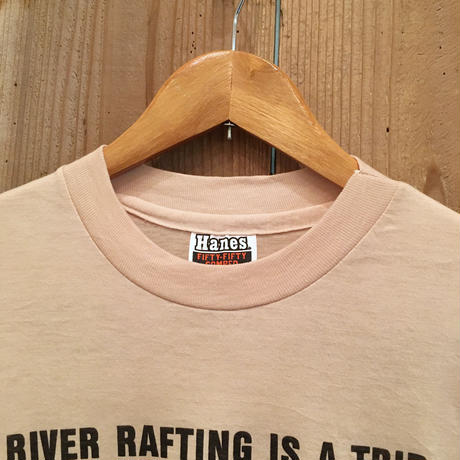 Hanes
FIFTY-FIFTY
COMBED
RIVER RAFTING IS A TRIP